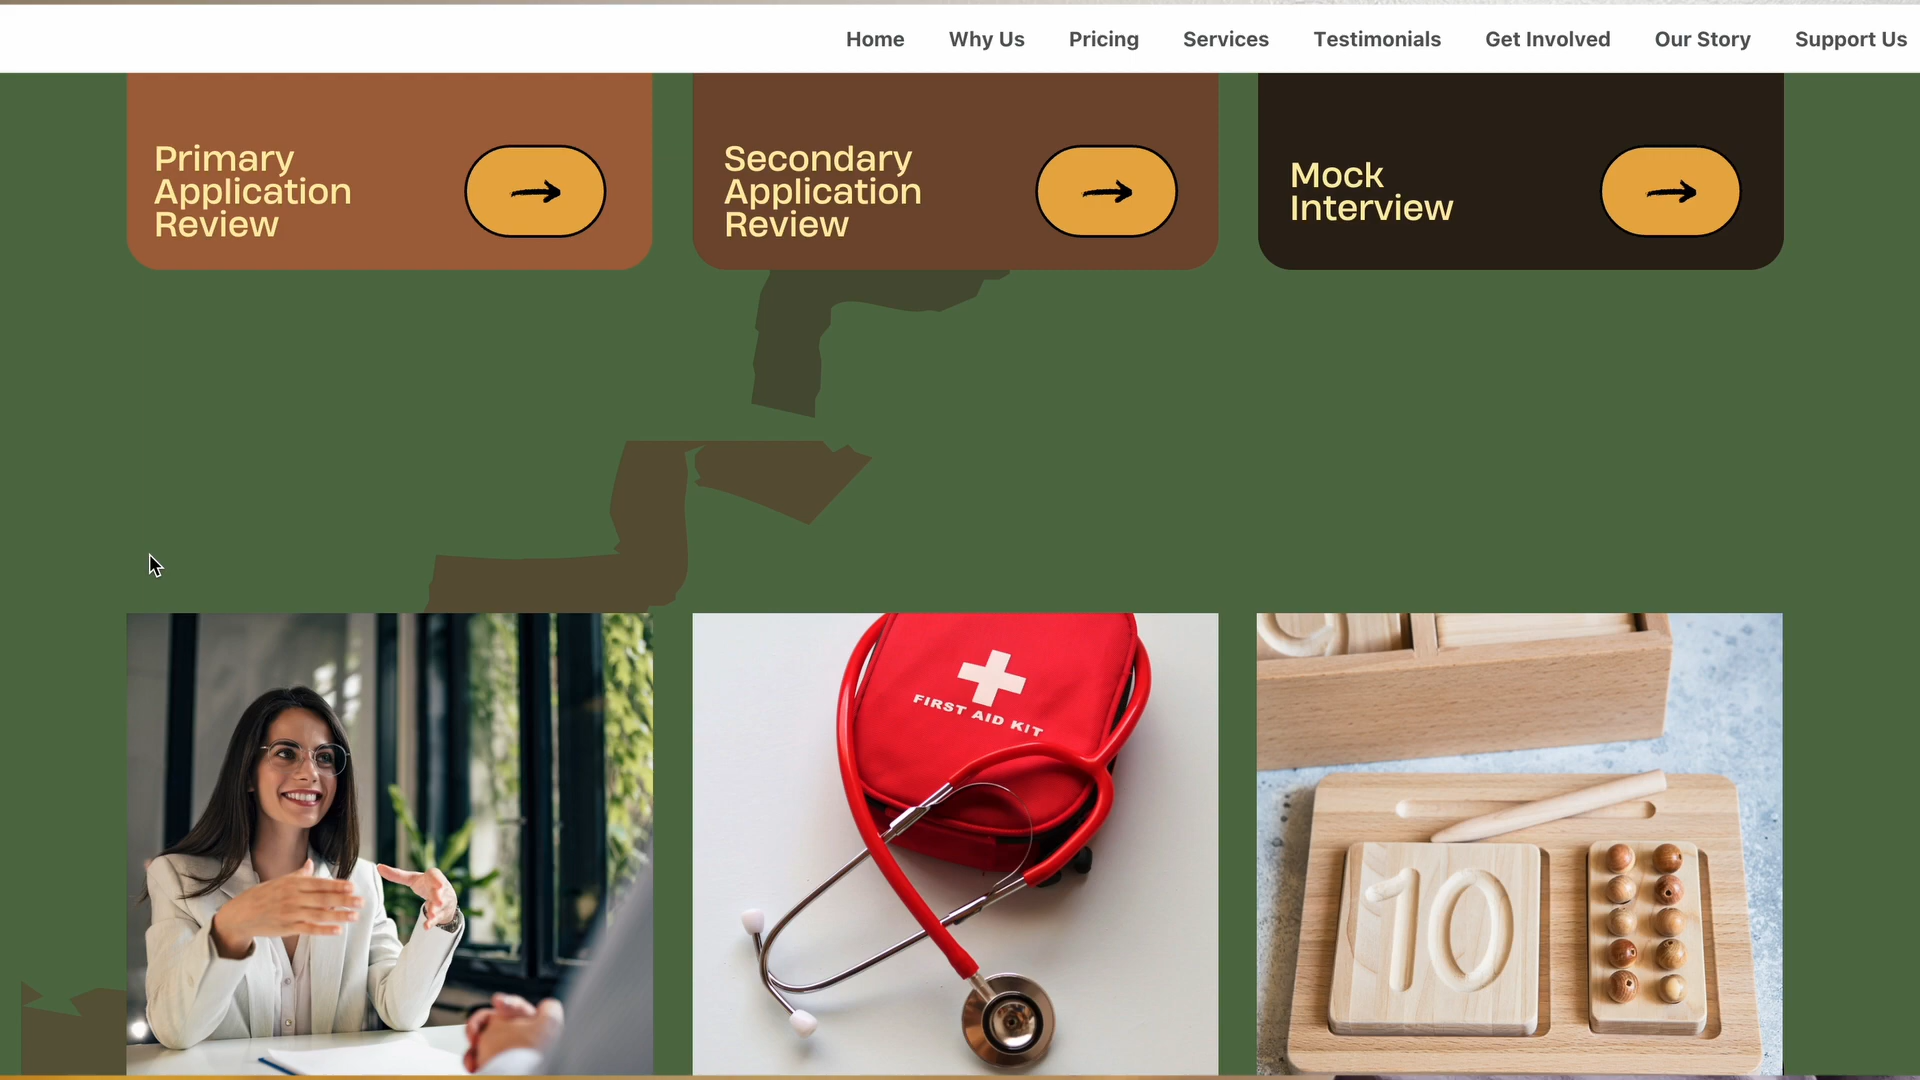 Home Why Us Pricing Services Testimonials Get Involved Our Story Support Us
Primary
Application
Review
Secondary
Application
Review
Mock
Interview
FIRST AID KIT
10